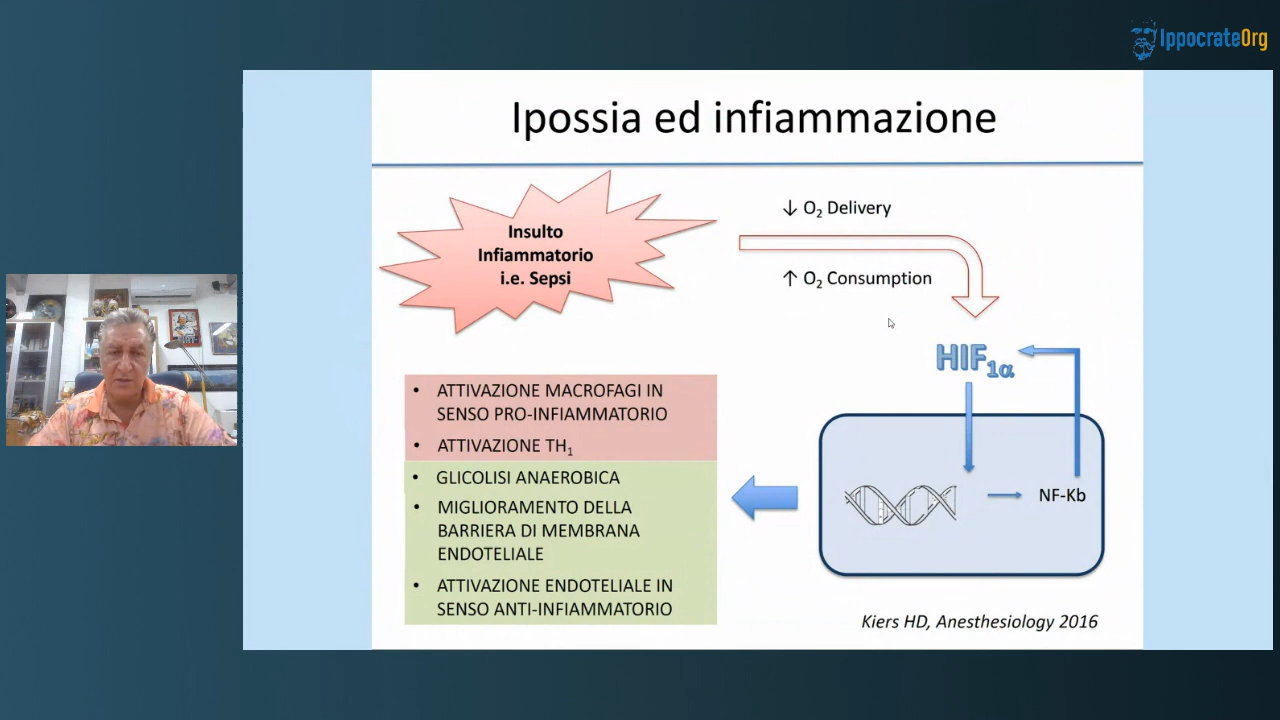 IppocrateOrg
Ipossia ed infiammazione
Insulto
Infiammatorio
i.e. Sepsi
↓ O₂ Delivery
↑ O₂ Consumption
HIF₁α
NF-Kb
• ATTIVAZIONE MACROFAGI IN
SENSO PRO-INFIAMMATORIO
• ATTIVAZIONE TH₁
• GLICOLISI ANAEROBICA
• MIGLIORAMENTO DELLA
BARRIERA DI MEMBRANA
ENDOTELIALE
• ATTIVAZIONE ENDOTELIALE IN
SENSO ANTI-INFIAMMATORIO
Kiers HD, Anesthesiology 2016